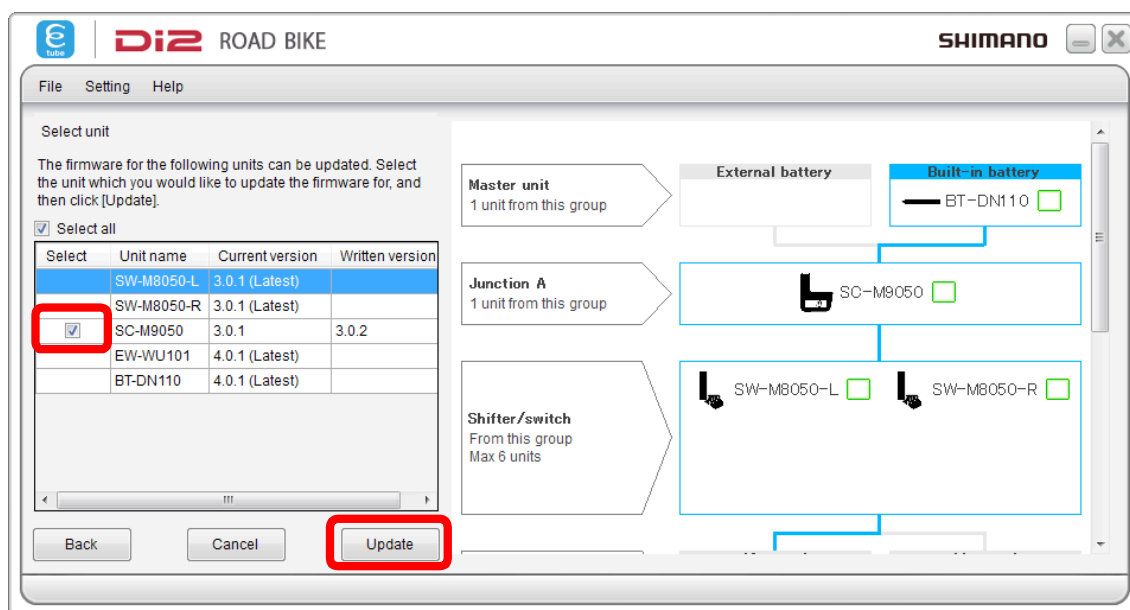 e tube Di2 ROAD BIKE SHIMANO
File Setting Help
Select unit
The firmware for the following units can be updated. Select
the unit which you would like to update the firmware for, and
then click [Update].
Select all
Select Unit name Current version Written version
SW-M8050-L 3.0.1 (Latest)
SW-M8050-R 3.0.1 (Latest)
SC-M9050 3.0.1 3.0.2
EW-WU101 4.0.1 (Latest)
BT-DN110 4.0.1 (Latest)
Back Cancel Update
Master unit
1 unit from this group
External battery
Built-in battery
BT-DN110
Junction A
1 unit from this group
SC-M9050
Shifter/switch
From this group
Max 6 units
SW-M8050-L
SW-M8050-R